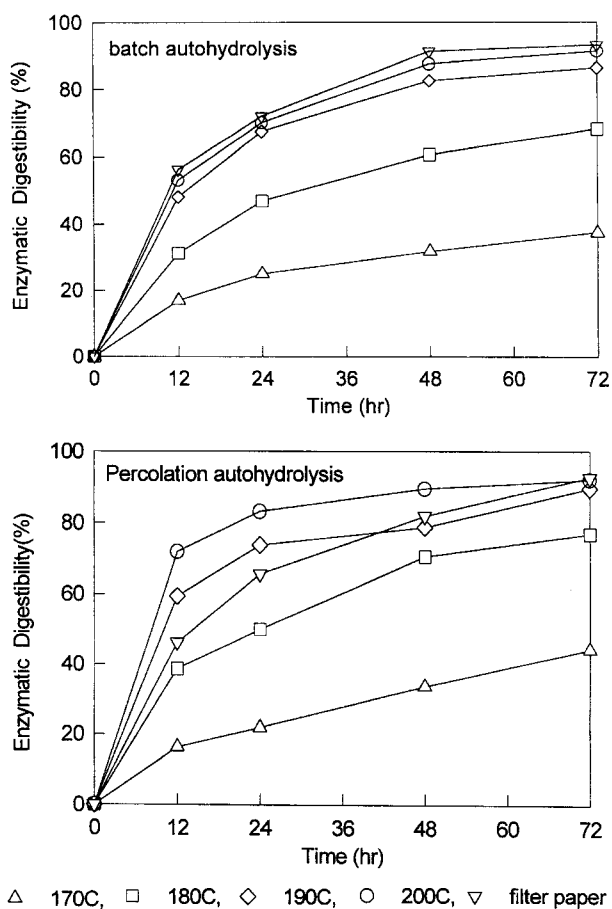 100
batch autohydrolysis
80
60
40
20
0
Enzymatic Digestibility (%)
0 12 24 36 48 60 72
Time (hr)
100
Percolation autohydrolysis
80
60
40
20
0
Enzymatic Digestibility(%)
0 12 24 36 48 60 72
Time (hr)
170C, 180C, 190C, 200C, filter paper